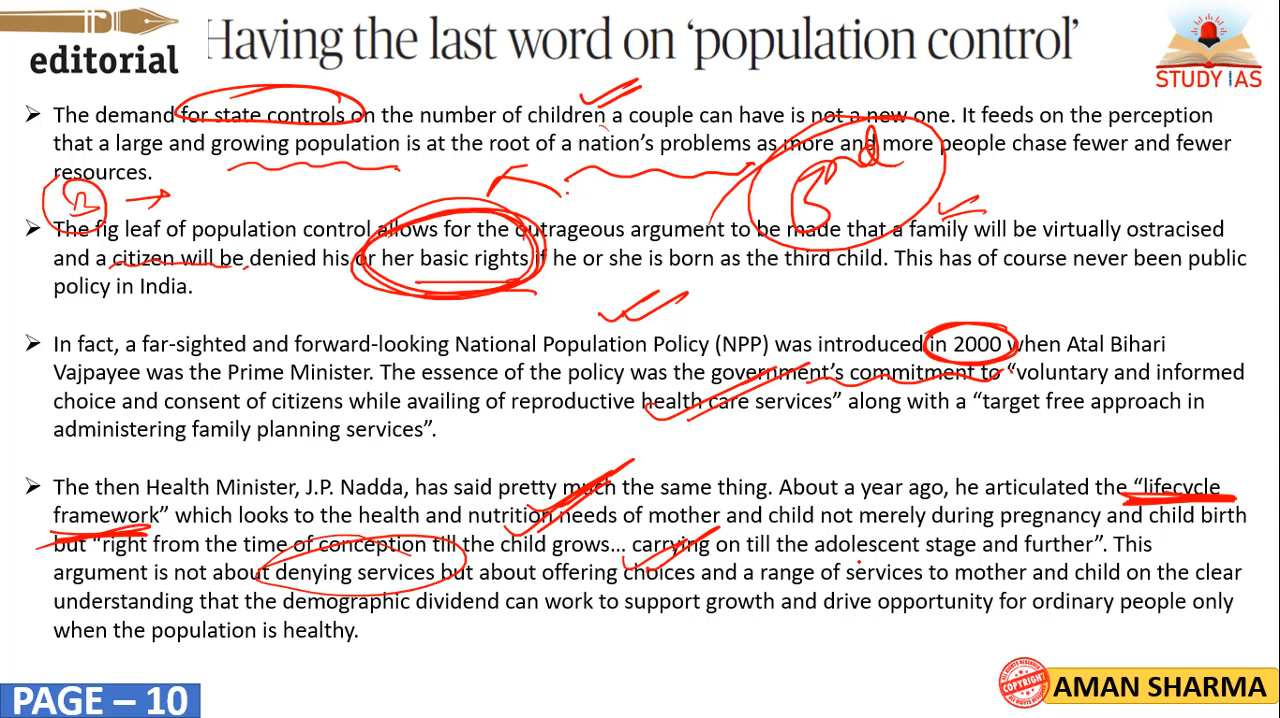 editorial
Having the last word on ‘population control’
STUDY IAS
➢ The demand for state controls on the number of children a couple can have is not a new one. It feeds on the perception
that a large and growing population is at the root of a nation’s problems as more and more people chase fewer and fewer
resources.
3rd
2
➢ The fig leaf of population control allows for the outrageous argument to be made that a family will be virtually ostracised
and a citizen will be denied his or her basic rights if he or she is born as the third child. This has of course never been public
policy in India.
➢ In fact, a far-sighted and forward-looking National Population Policy (NPP) was introduced in 2000 when Atal Bihari
Vajpayee was the Prime Minister. The essence of the policy was the government’s commitment to “voluntary and informed
choice and consent of citizens while availing of reproductive health care services” along with a “target free approach in
administering family planning services”.
➢ The then Health Minister, J.P. Nadda, has said pretty much the same thing. About a year ago, he articulated the “lifecycle
framework” which looks to the health and nutrition needs of mother and child not merely during pregnancy and child birth
but “right from the time of conception till the child grows... carrying on till the adolescent stage and further”. This
argument is not about denying services but about offering choices and a range of services to mother and child on the clear
understanding that the demographic dividend can work to support growth and drive opportunity for ordinary people only
when the population is healthy.
PAGE – 10
COPYRIGHT
AMAN SHARMA